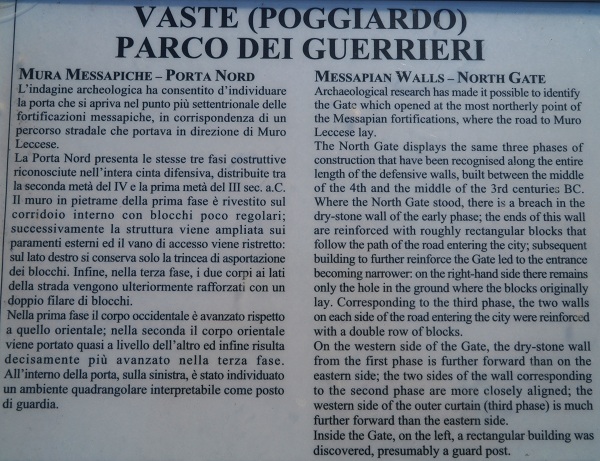 VASTE (POGGIARDO)
PARCO DEI GUERRIERI
MURA MESSAPICHE – PORTA NORD
L'indagine archeologica ha consentito d'individuare
la porta che si apriva nel punto più settentrionale delle
fortificazioni messapiche, in corrispondenza di un
percorso stradale che portava in direzione di Muro
Leccese.
La Porta Nord presenta le stesse tre fasi costruttive
riconosciute nell'intera cinta difensiva, distribuite tra
la seconda metà del IV e la prima metà del III sec. a.C.
Il muro in pietrame della prima fase è rivestito sul
corridoio interno con blocchi poco regolari;
successivamente la struttura viene ampliata sui
paramenti esterni ed il vano di accesso viene ristretto:
sul lato destro si conserva solo la trincea di asportazione
dei blocchi. Infine, nella terza fase, i due corpi ai lati
della strada vengono ulteriormente rafforzati con un
doppio filare di blocchi.
Nella prima fase il corpo occidentale è avanzato rispetto
a quello orientale; nella seconda il corpo orientale
viene portato quasi a livello dell'altro ed infine risulta
decisamente più avanzato nella terza fase.
All'interno della porta, sulla sinistra, è stato individuato
un ambiente quadrangolare interpretabile come posto
di guardia.
MESSAPIAN WALLS – NORTH GATE
Archaeological research has made it possible to identify
the Gate which opened at the most northerly point of
the Messapian fortifications, where the road to Muro
Leccese lay.
The North Gate displays the same three phases of
construction that have been recognised along the entire
length of the defensive walls, built between the middle
of the 4th and the middle of the 3rd centuries BC.
Where the North Gate stood, there is a breach in the
dry-stone wall of the early phase; the ends of this wall
are reinforced with roughly rectangular blocks that
follow the path of the road entering the city; subsequent
building to further reinforce the Gate led to the entrance
becoming narrower: on the right-hand side there remains
only the hole in the ground where the blocks originally
lay. Corresponding to the third phase, the two walls
on each side of the road entering the city were reinforced
with a double row of blocks.
On the western side of the Gate, the dry-stone wall
from the first phase is further forward than on the
eastern side; the two sides of the wall corresponding
to the second phase are more closely aligned; the
western side of the outer curtain (third phase) is much
further forward than the eastern side.
Inside the Gate, on the left, a rectangular building was
discovered, presumably a guard post.